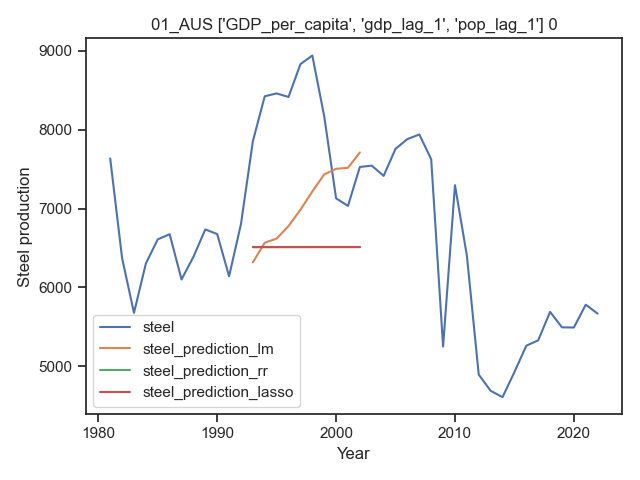 01_AUS ['GDP_per_capita', 'gdp_lag_1', 'pop_lag_1'] 0
9000
8000
7000
6000
5000
Steel production
steel
steel_prediction_lm
steel_prediction_rr
steel_prediction_lasso
1980
1990
2000
2010
2020
Year